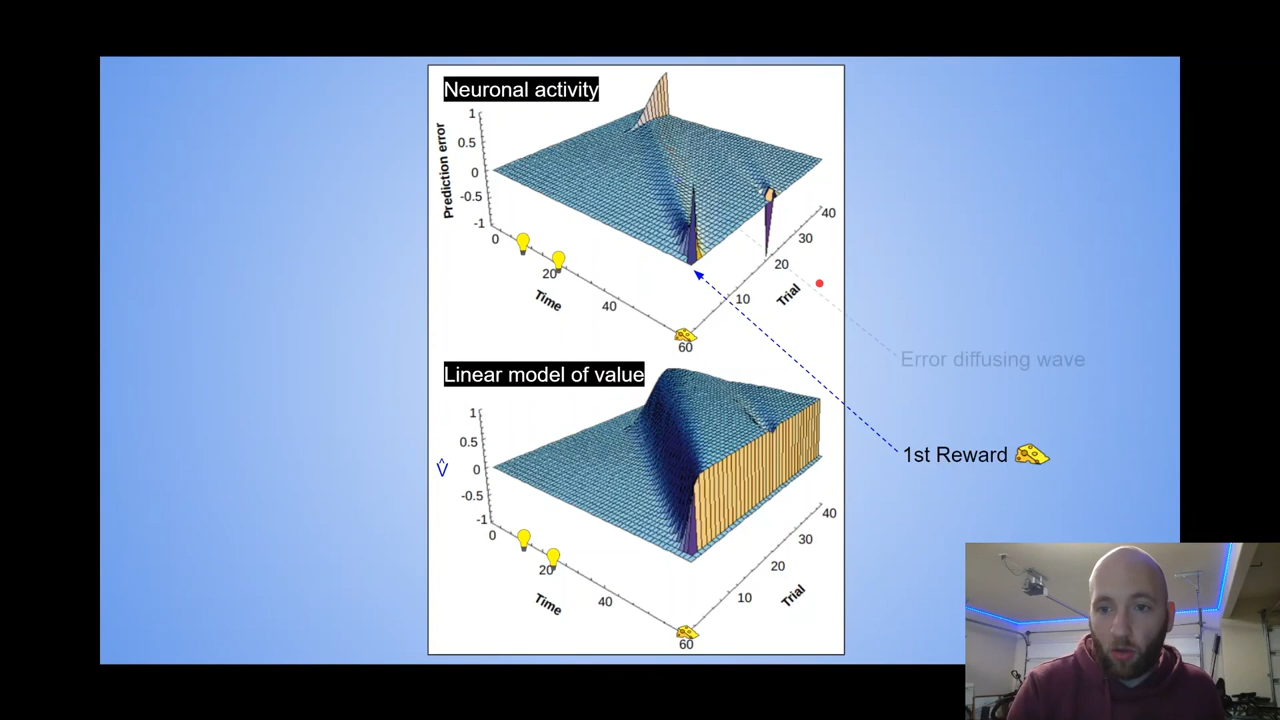 Neuronal activity
Prediction error
1
0.5
0
-0.5
-1
0
20
40
60
Time
10
20
30
40
Trial
Error diffusing wave
1st Reward
Linear model of value
V̂
1
0.5
0
-0.5
-1
0
20
40
60
Time
10
20
30
40
Trial